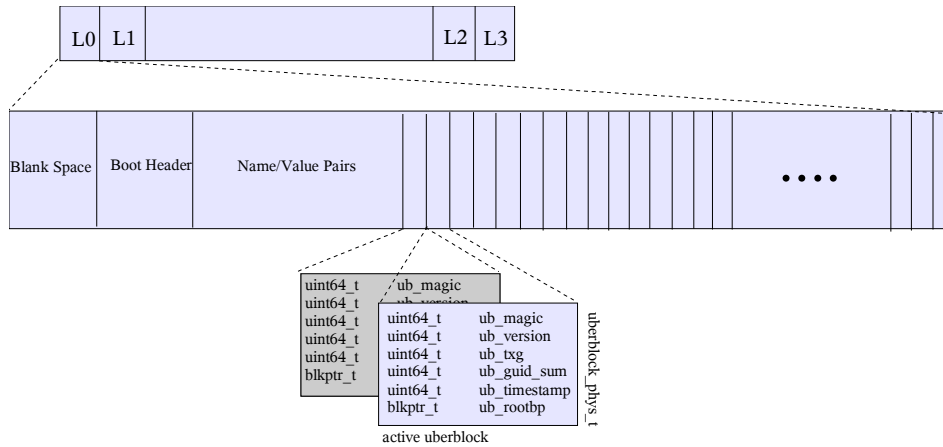 L0 L1 L2 L3
Blank Space Boot Header Name/Value Pairs
uint64_t ub_magic
uint64_t ub_version
uint64_t
uint64_t
uint64_t
blkptr_t
uint64_t ub_magic
uint64_t ub_version
uint64_t ub_txg
uint64_t ub_guid_sum
uint64_t ub_timestamp
blkptr_t ub_rootbp
uberblock_phys_t
active uberblock